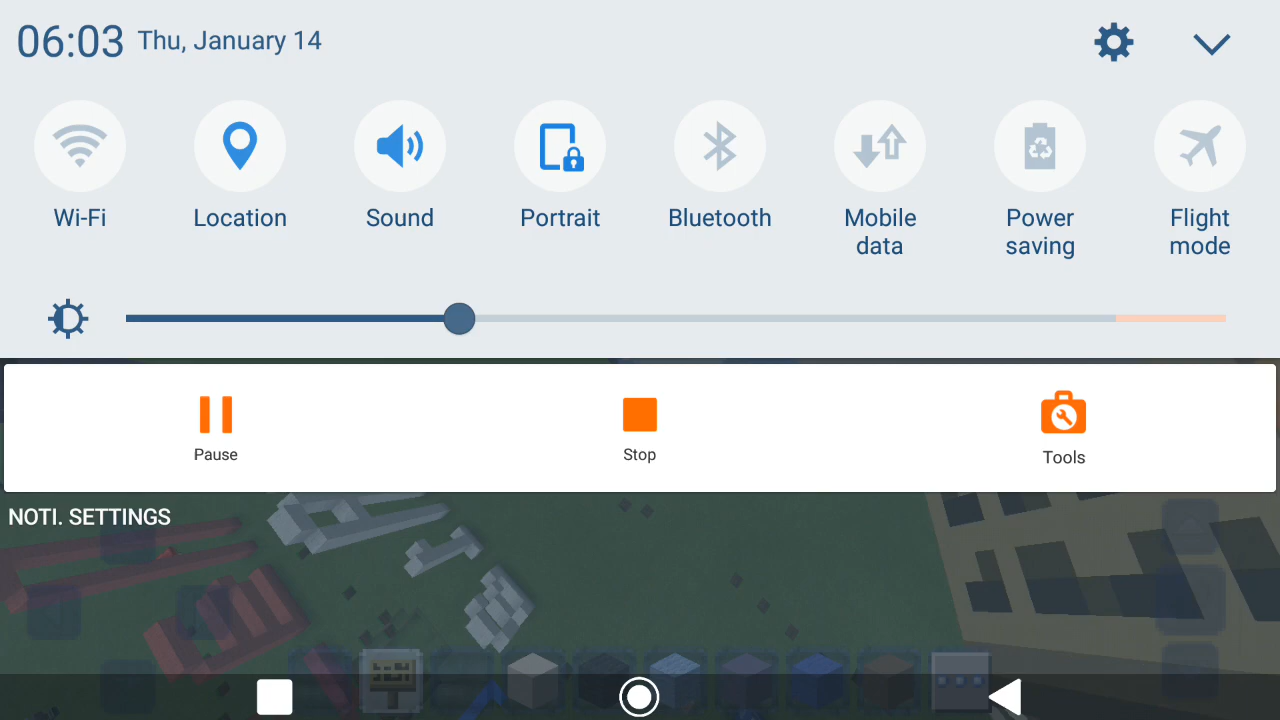 06:03 Thu, January 14
Wi-Fi
Location
Sound
Portrait
Bluetooth
Mobile
data
Power
saving
Flight
mode
Pause
Stop
Tools
NOTI. SETTINGS